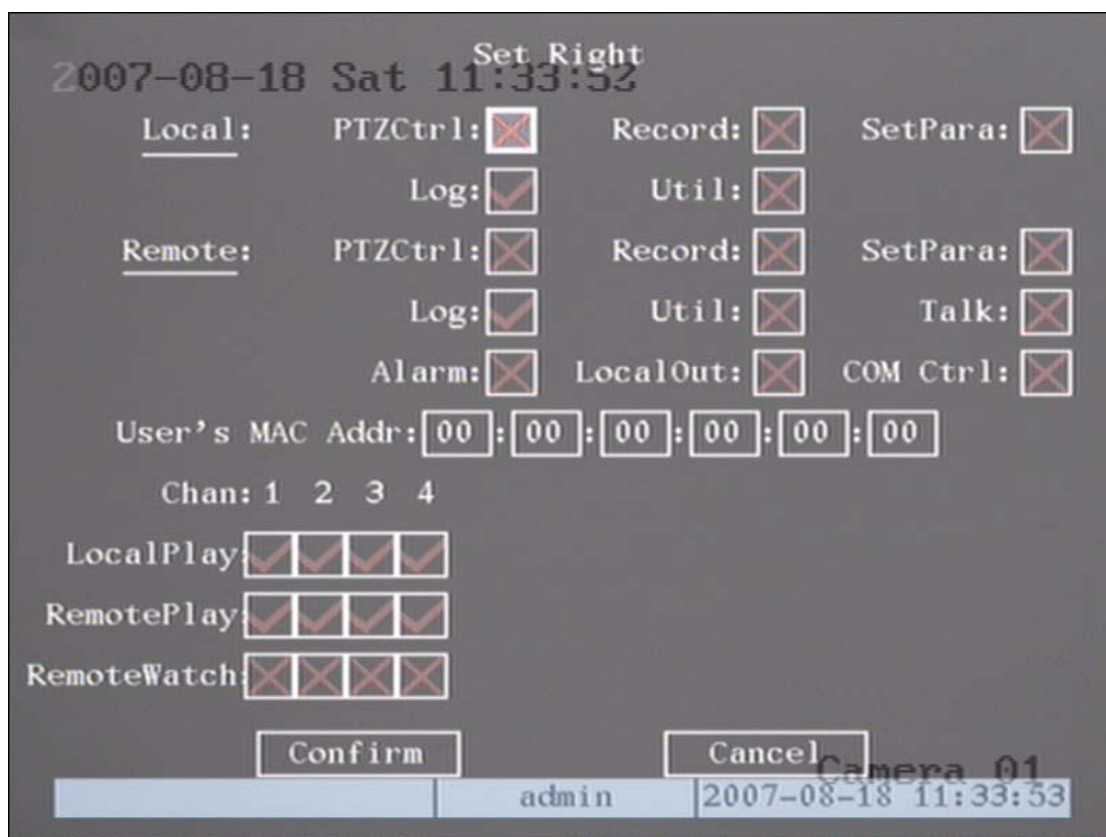 Set Right
2007-08-18 Sat 11:33:53
Local: PTZCtrl: Record: SetPara:
Log: Util:
Remote: PTZCtrl: Record: SetPara:
Log: Util: Talk:
Alarm: LocalOut: COM Ctrl:
User's MAC Addr: 00 : 00 : 00 : 00 : 00 : 00
Chan: 1 2 3 4
LocalPlay:
RemotePlay:
RemoteWatch:
Confirm Cancel
Camera 01
admin 2007-08-18 11:33:53